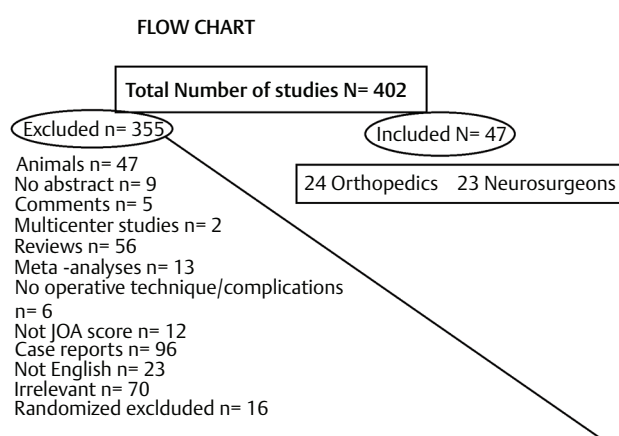 FLOW CHART
Total Number of studies N= 402
Excluded n= 355
Included N= 47
24 Orthopedics 23 Neurosurgeons
Animals n= 47
No abstract n= 9
Comments n= 5
Multicenter studies n= 2
Reviews n= 56
Meta -analyses n= 13
No operative technique/complications
n= 6
Not JOA score n= 12
Case reports n= 96
Not English n= 23
Irrelevant n= 70
Randomized exclduded n= 16